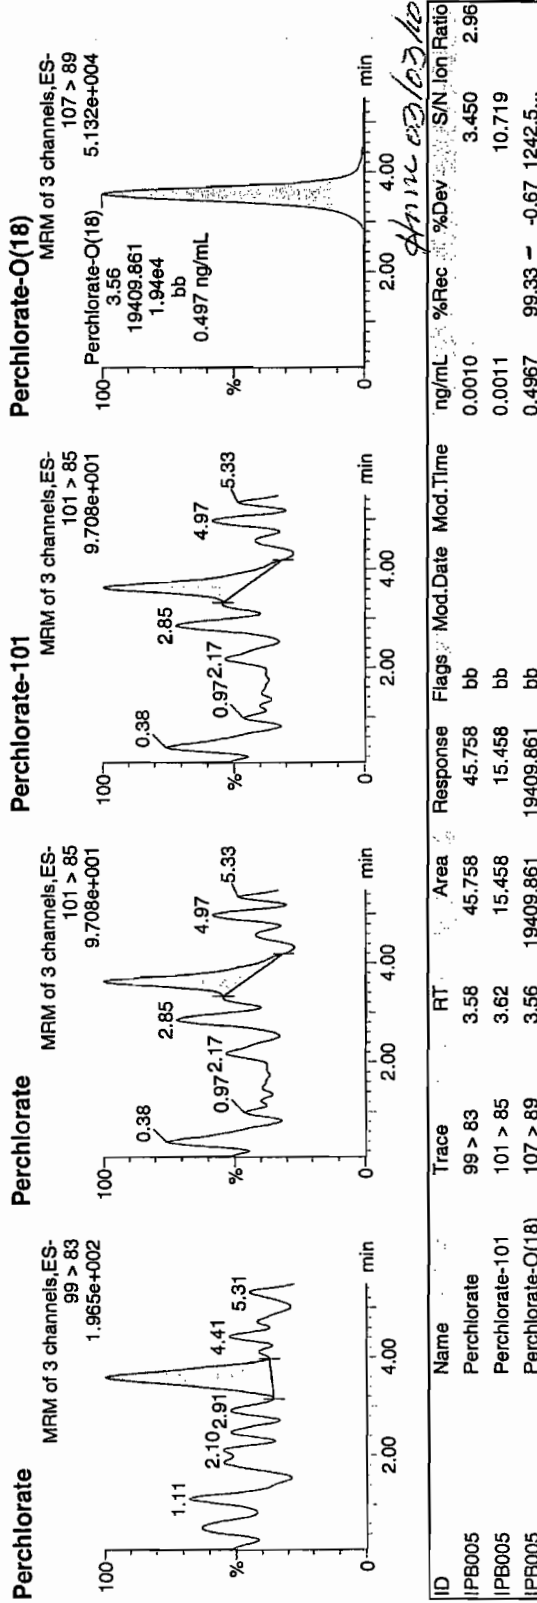 Perchlorate
MRM of 3 channels,ES-
99 > 83
1.965e+002
100
%
0
1.11
2.10
2.91
4.41
5.31
2.00
4.00
min
Perchlorate
MRM of 3 channels,ES-
101 > 85
9.708e+001
100
%
0
0.38
0.97
2.17
2.85
4.97
5.33
2.00
4.00
min
Perchlorate-101
MRM of 3 channels,ES-
101 > 85
9.708e+001
100
%
0
0.38
0.97
2.17
2.85
4.97
5.33
2.00
4.00
min
Perchlorate-O(18)
MRM of 3 channels,ES-
107 > 89
5.132e+004
100
%
0
Perchlorate-O(18)
3.56
19409.861
1.94e4
bb
0.497 ng/mL
2.00
4.00
min
03/03/10
ID Name Trace RT Area Response Flags Mod.Date Mod.Time ng/mL %Rec %Dev S/N Ion Ratio
IPB005 Perchlorate 99 > 83 3.58 45.758 45.758 bb 0.0010 3.450 2.96
IPB005 Perchlorate-101 101 > 85 3.62 15.458 15.458 bb 0.0011 10.719
IPB005 Perchlorate-O(18) 107 > 89 3.56 19409.861 19409.861 bb 0.4967 99.33 -0.67 1242.5...